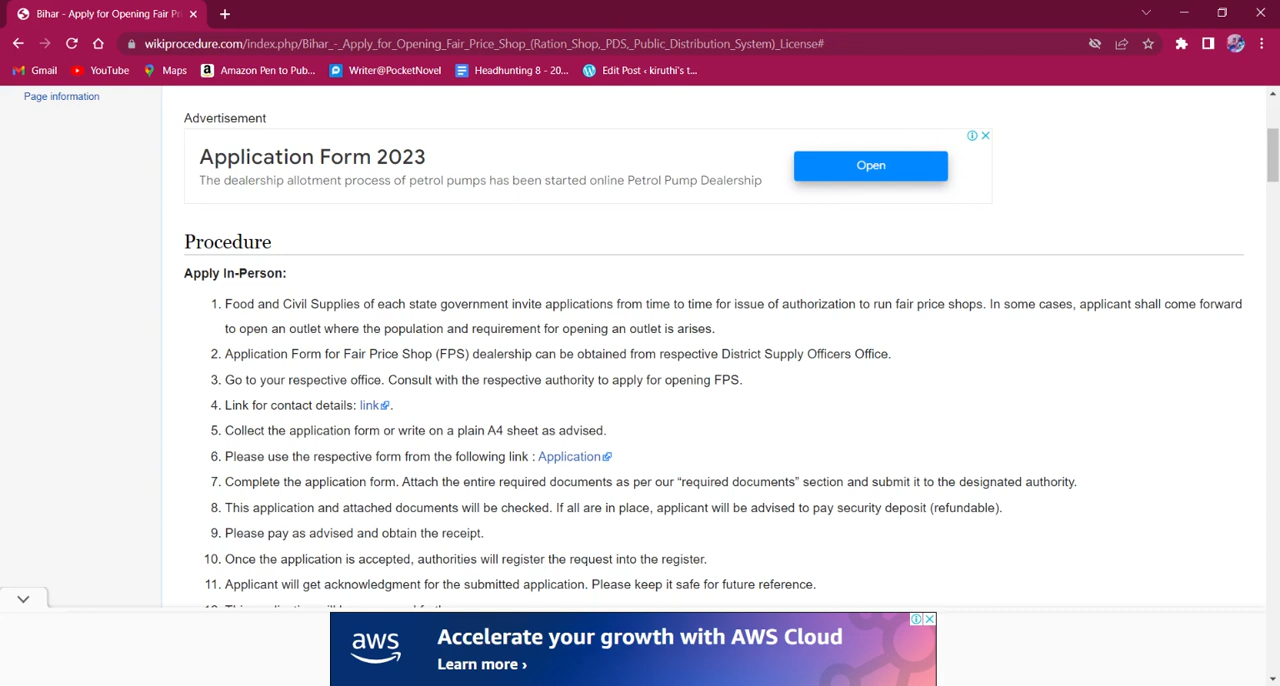 Bihar - Apply for Opening Fair Pri
wikiprocedure.com/index.php/Bihar_-_Apply_for_Opening_Fair_Price_Shop_(Ration_Shop,_PDS,_Public_Distribution_System)_License#
Gmail YouTube Maps Amazon Pen to Pub... Writer@PocketNovel Headhunting 8 - 20... Edit Post ‹ kiruthi's t...
Page information
Advertisement
Application Form 2023
The dealership allotment process of petrol pumps has been started online Petrol Pump Dealership
Open
Procedure
Apply In-Person:
1. Food and Civil Supplies of each state government invite applications from time to time for issue of authorization to run fair price shops. In some cases, applicant shall come forward
to open an outlet where the population and requirement for opening an outlet is arises.
2. Application Form for Fair Price Shop (FPS) dealership can be obtained from respective District Supply Officers Office.
3. Go to your respective office. Consult with the respective authority to apply for opening FPS.
4. Link for contact details: link.
5. Collect the application form or write on a plain A4 sheet as advised.
6. Please use the respective form from the following link : Application
7. Complete the application form. Attach the entire required documents as per our “required documents” section and submit it to the designated authority.
8. This application and attached documents will be checked. If all are in place, applicant will be advised to pay security deposit (refundable).
9. Please pay as advised and obtain the receipt.
10. Once the application is accepted, authorities will register the request into the register.
11. Applicant will get acknowledgment for the submitted application. Please keep it safe for future reference.
aws
Accelerate your growth with AWS Cloud
Learn more ›